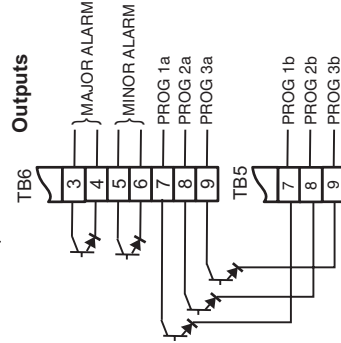 Outputs
TB6
3
4
MAJOR ALARM
5
6
MINOR ALARM
7 PROG 1a
8 PROG 2a
9 PROG 3a
TB5
7 PROG 1b
8 PROG 2b
9 PROG 3b